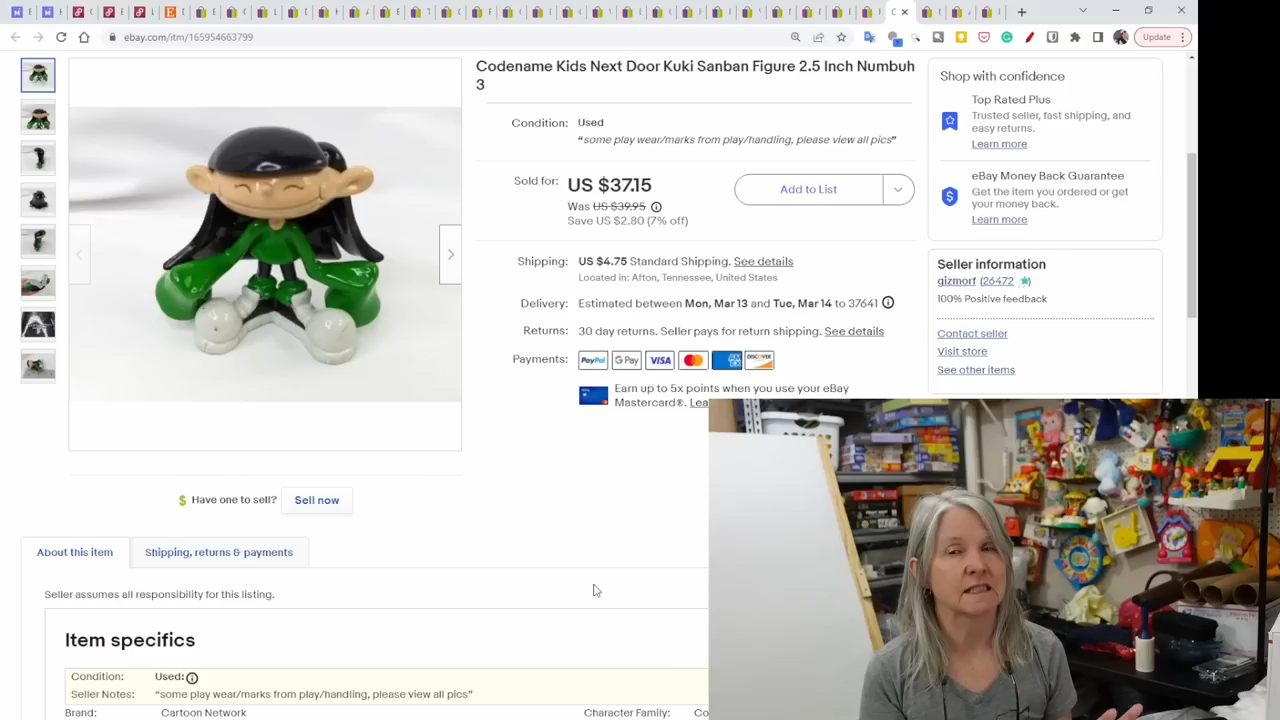 Update
ebay.com/itm/165954663799
Codename Kids Next Door Kuki Sanban Figure 2.5 Inch Numbuh
3
Condition: Used
“some play wear/marks from play/handling, please view all pics”
Sold for: US $37.15
Was US $39.95
Save US $2.80 (7% off)
Add to List
Shipping: US $4.75 Standard Shipping. See details
Located in: Afton, Tennessee, United States
Delivery: Estimated between Mon, Mar 13 and Tue, Mar 14 to 37641
Returns: 30 day returns. Seller pays for return shipping. See details
Payments: PayPal G Pay VISA
DISCOVER
Earn up to 5x points when you use your eBay
Mastercard®. Lea
Shop with confidence
Top Rated Plus
Trusted seller, fast shipping, and
easy returns.
Learn more
eBay Money Back Guarantee
Get the item you ordered or get
your money back.
Learn more
Seller information
gizmorf (26472)
100% Positive feedback
Contact seller
Visit store
See other items
Have one to sell? Sell now
About this item
Shipping, returns & payments
Seller assumes all responsibility for this listing.
Item specifics
Condition: Used:
Seller Notes: “some play wear/marks from play/handling, please view all pics”
Brand: Cartoon Network
Character Family: Co